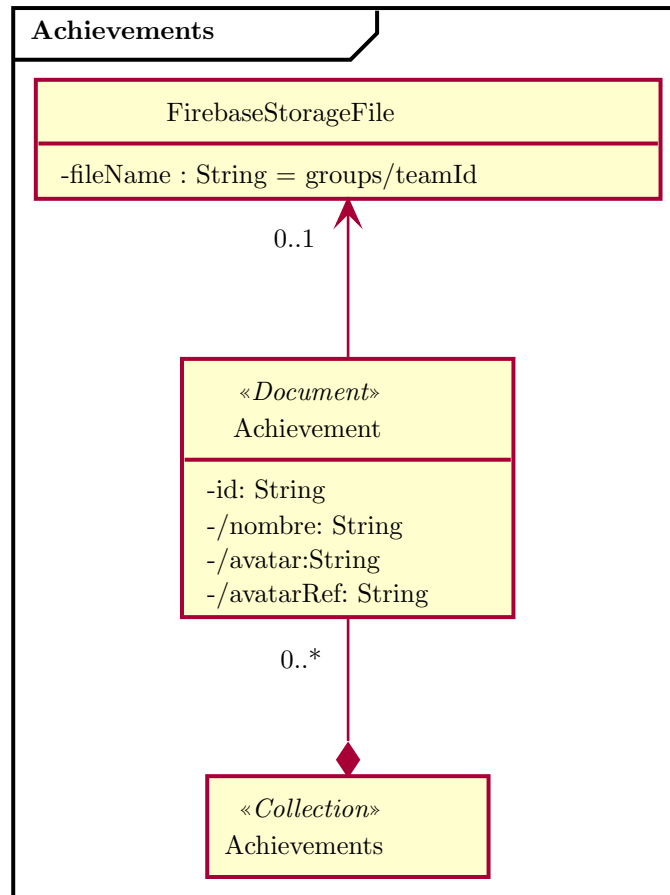 Achievements
FirebaseStorageFile
-fileName : String = groups/teamId
0..1
«Document»
Achievement
-id: String
-/nombre: String
-/avatar:String
-/avatarRef: String
0..*
«Collection»
Achievements